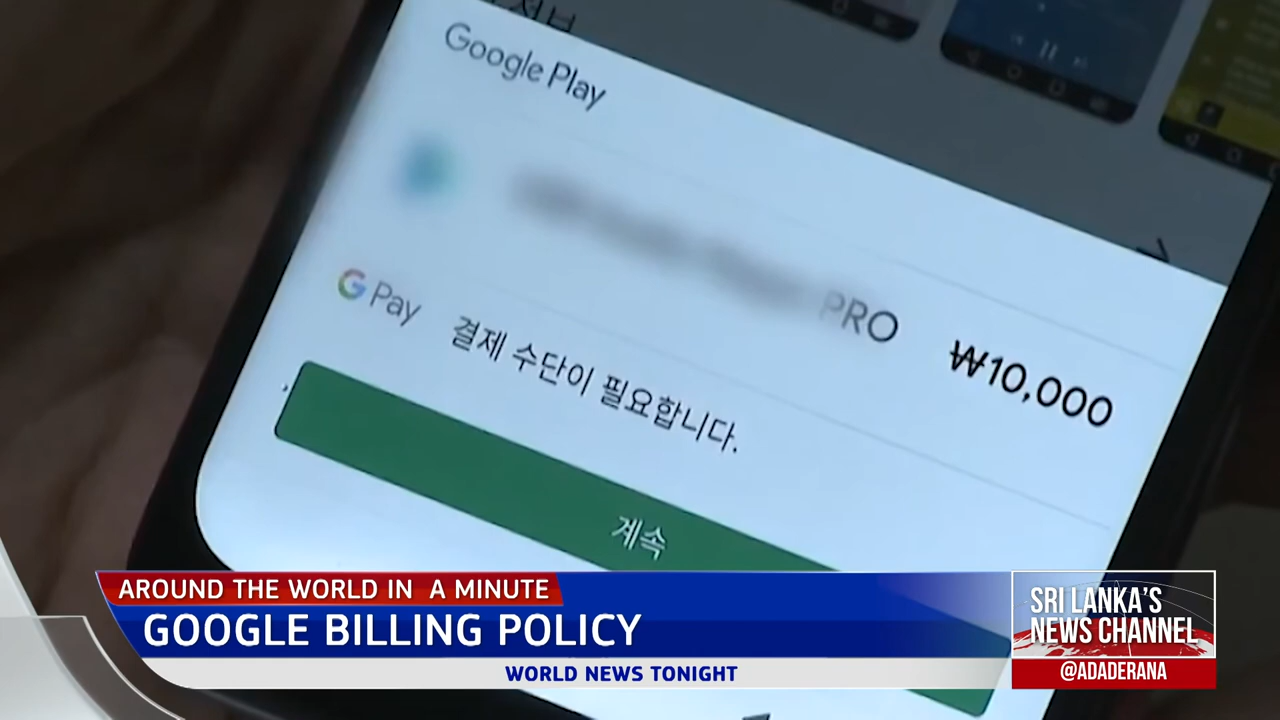 Google Play
PRO
₩10,000
G Pay
결제 수단이 필요합니다.
계속
AROUND THE WORLD IN A MINUTE
GOOGLE BILLING POLICY
WORLD NEWS TONIGHT
SRI LANKA'S
NEWS CHANNEL
@ADADERANA